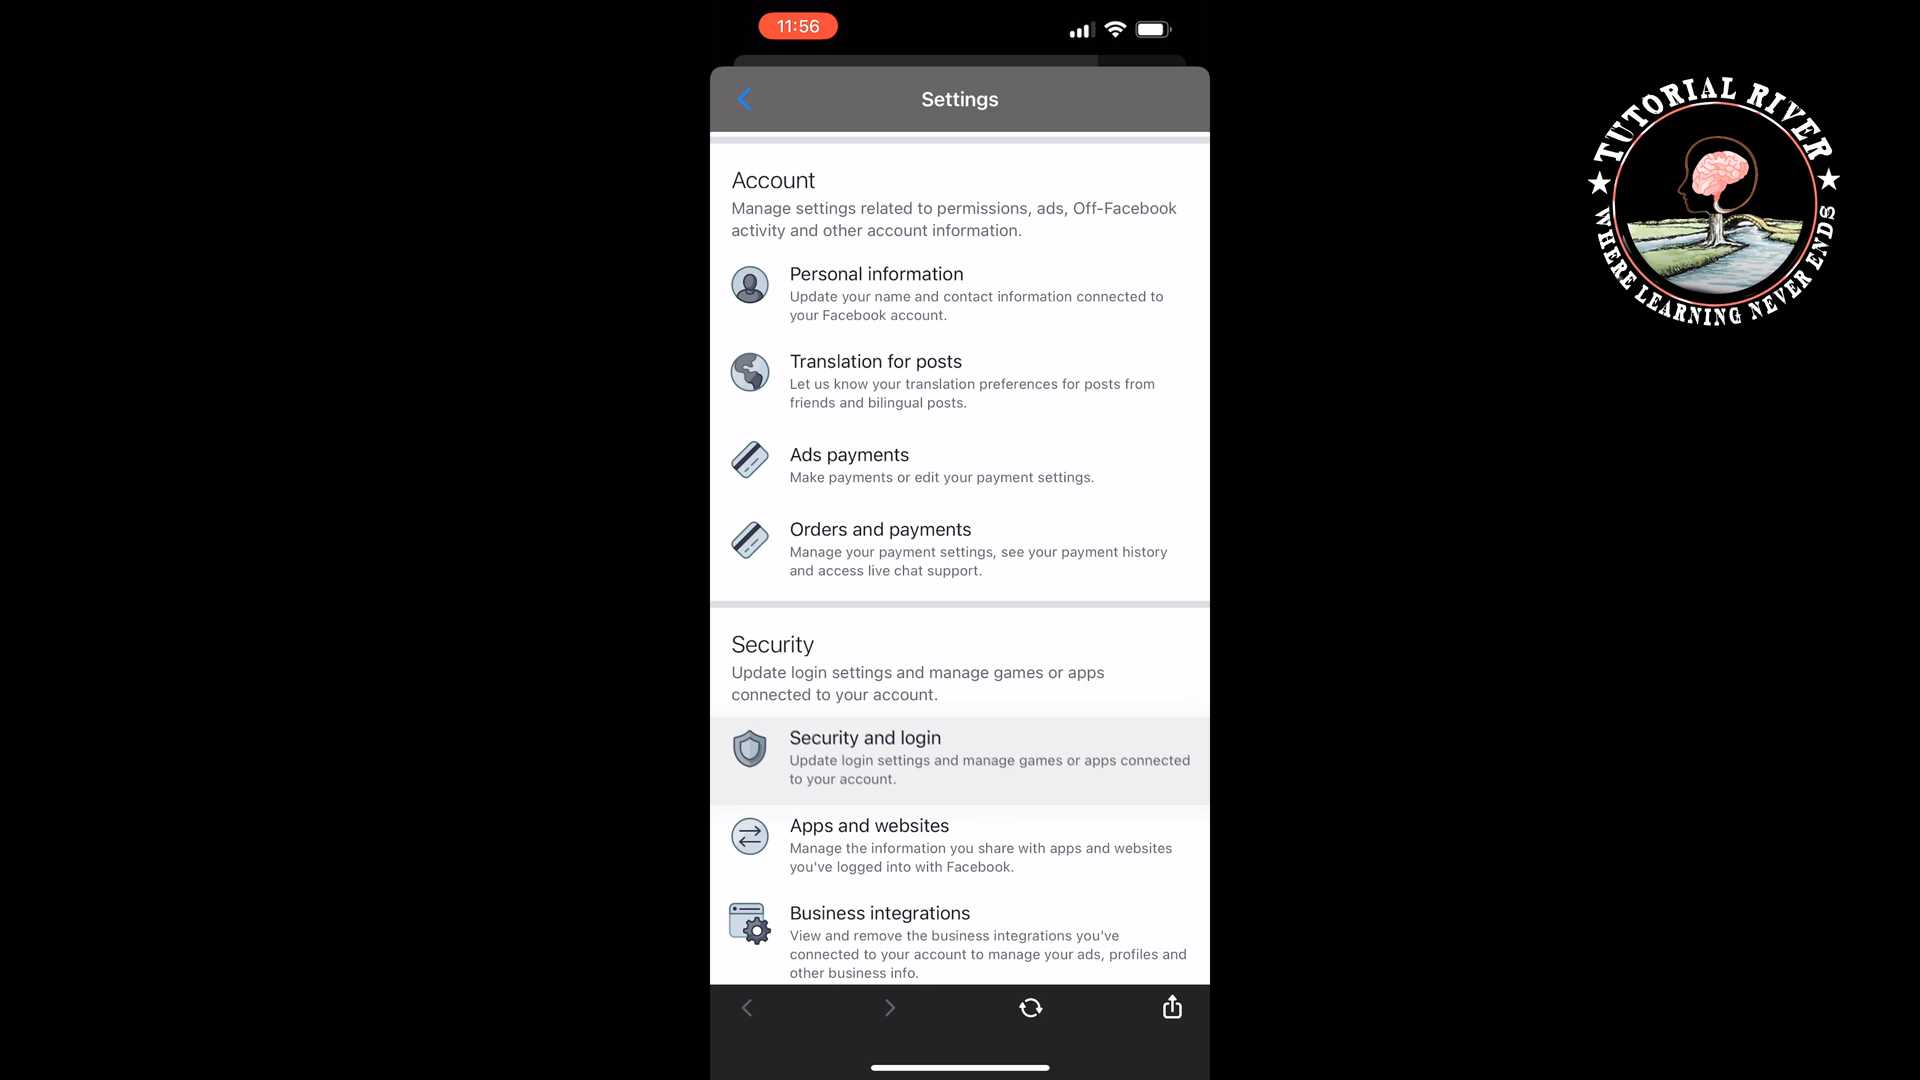 11:56
Settings
Account
Manage settings related to permissions, ads, Off-Facebook
activity and other account information.
Personal information
Update your name and contact information connected to
your Facebook account.
Translation for posts
Let us know your translation preferences for posts from
friends and bilingual posts.
Ads payments
Make payments or edit your payment settings.
Orders and payments
Manage your payment settings, see your payment history
and access live chat support.
Security
Update login settings and manage games or apps
connected to your account.
Security and login
Update login settings and manage games or apps connected
to your account.
Apps and websites
Manage the information you share with apps and websites
you've logged into with Facebook.
Business integrations
View and remove the business integrations you've
connected to your account to manage your ads, profiles and
other business info.
TUTORIAL RIVER
WHERE LEARNING NEVER ENDS